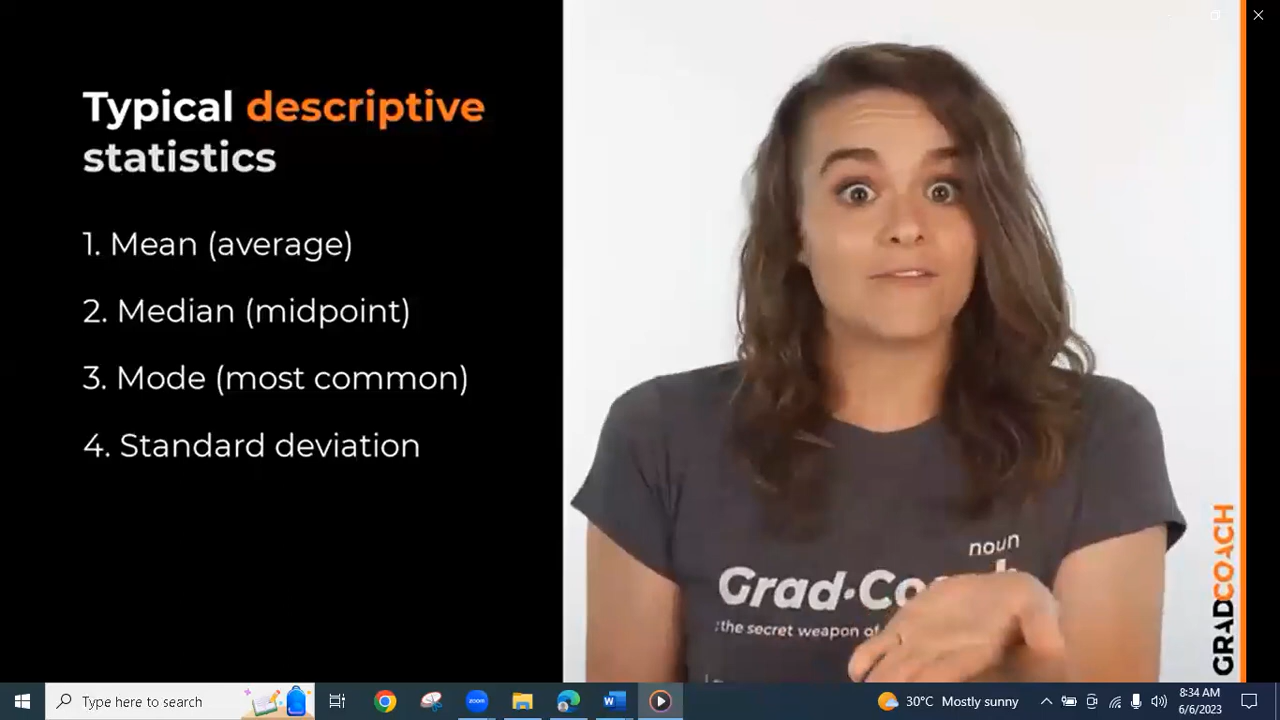 Typical descriptive
statistics
1. Mean (average)
2. Median (midpoint)
3. Mode (most common)
4. Standard deviation
noun
Grad·Co
:the secret weapon of
GRADCOACH
Type here to search
zoom
W
30°C Mostly sunny
8:34 AM
6/6/2023